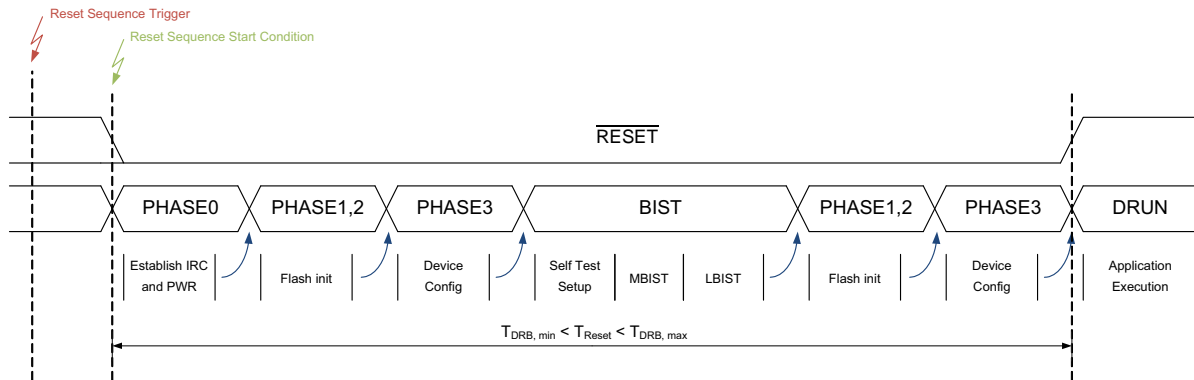 Reset Sequence Trigger
Reset Sequence Start Condition
RESET
PHASE0
PHASE1,2
PHASE3
BIST
PHASE1,2
PHASE3
DRUN
Establish IRC
and PWR
Flash init
Device
Config
Self Test
Setup
MBIST
LBIST
Flash init
Device
Config
Application
Execution
TDRB, min < TReset < TDRB, max